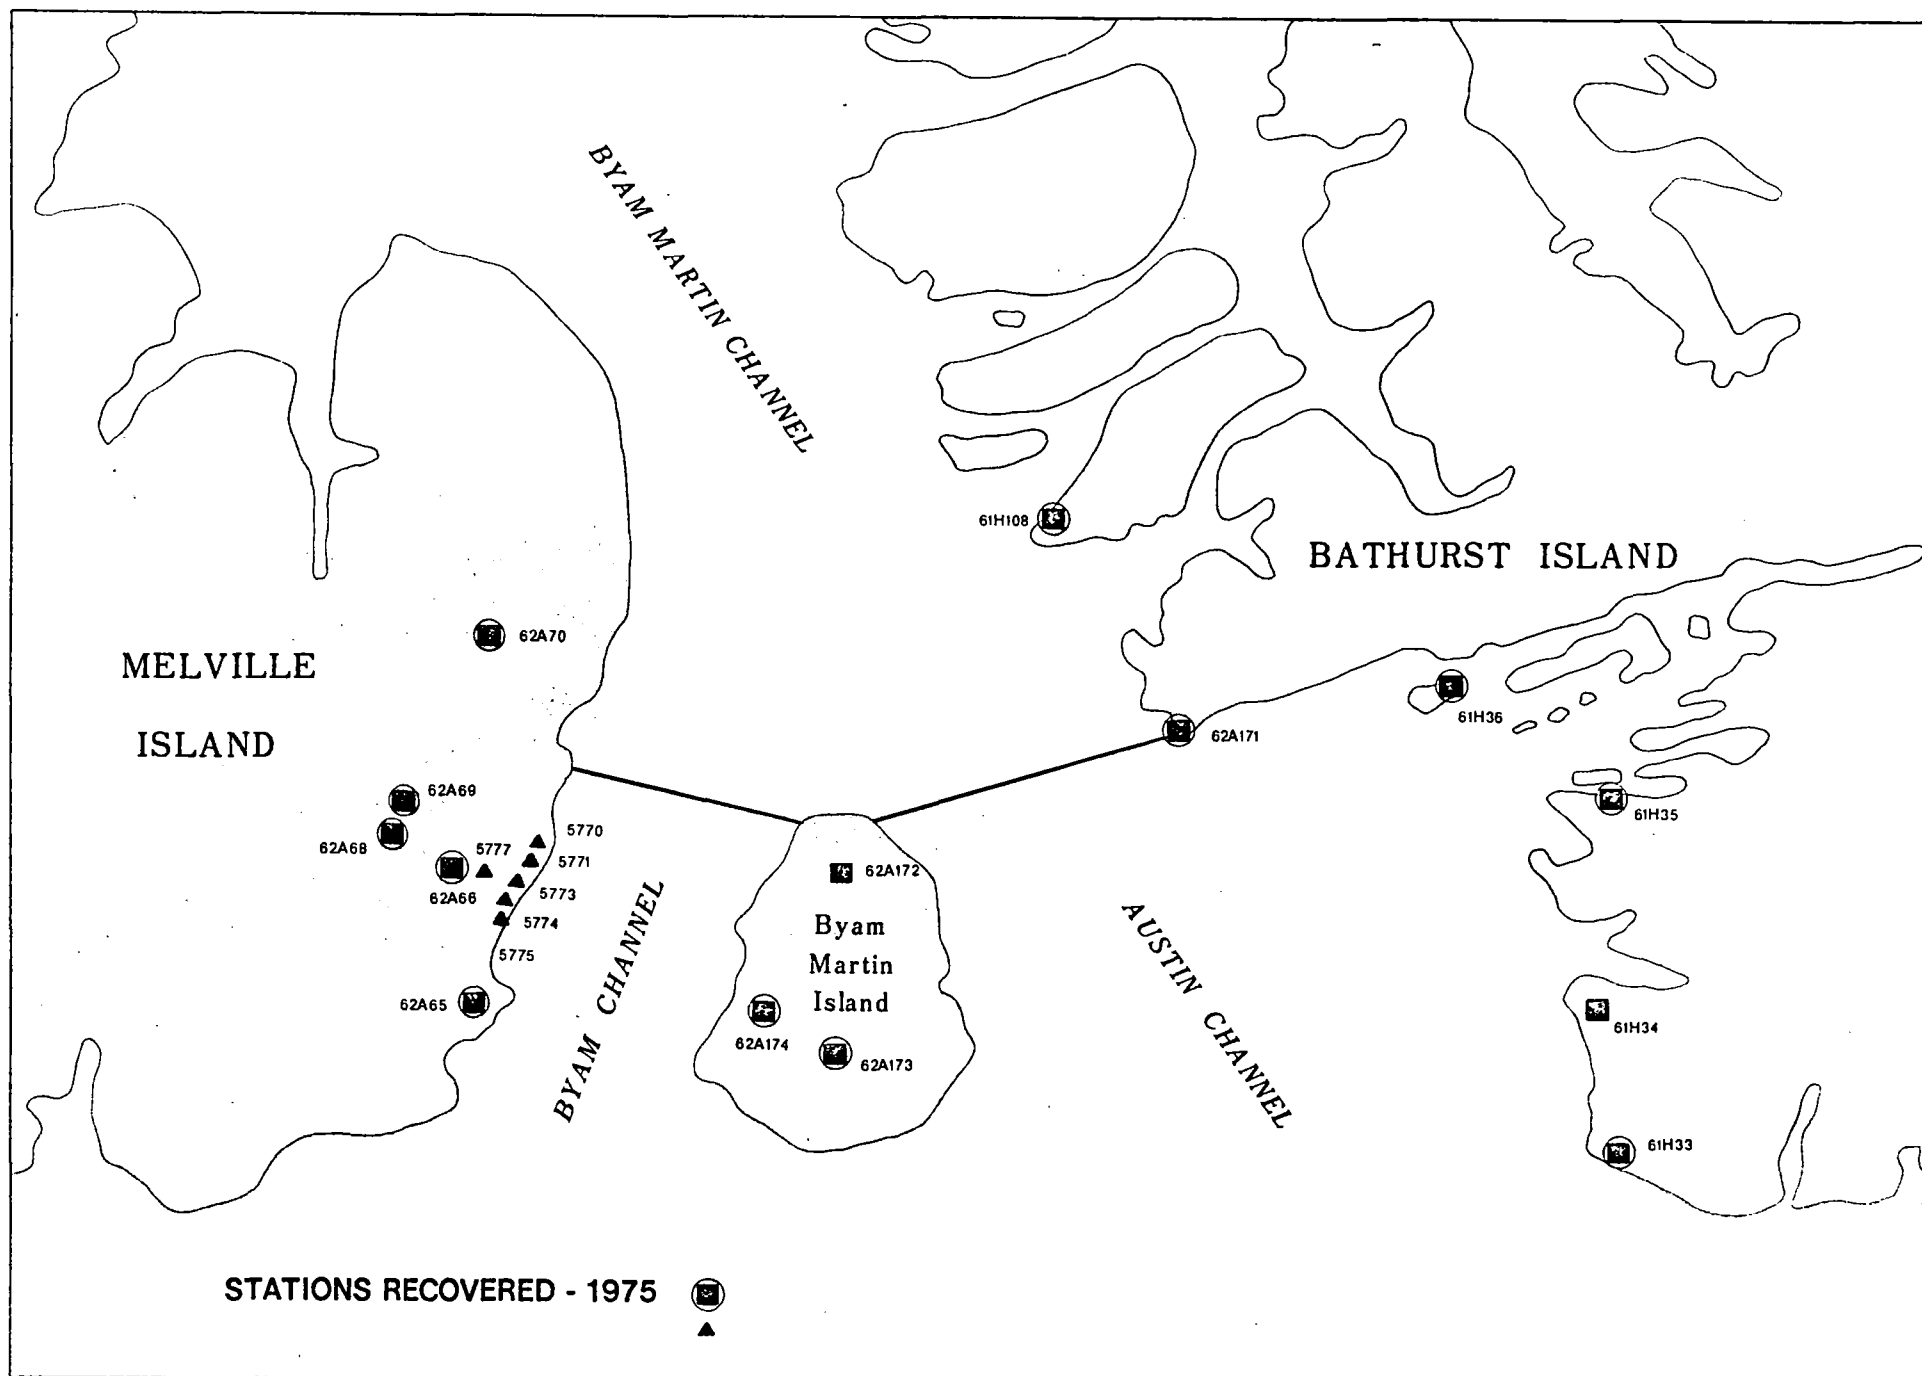 BYAM MARTIN CHANNEL
61H108
BATHURST ISLAND
62A70
MELVILLE
ISLAND
61H36
62A171
62A69
61H35
62A68
5770
5777
5771
62A66
5773
5774
5775
62A172
Byam
Martin
Island
BYAM CHANNEL
AUSTIN CHANNEL
62A65
61H34
62A174
62A173
61H33
STATIONS RECOVERED - 1975